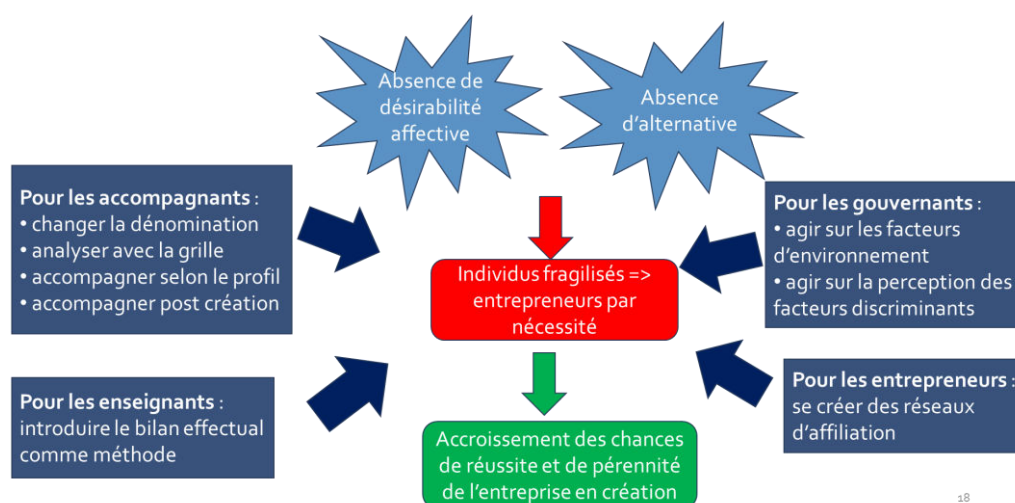 Absence de
désirabilité
affective
Absence
d'alternative
Pour les accompagnants :
• changer la dénomination
• analyser avec la grille
• accompagner selon le profil
• accompagner post création
Pour les gouvernants :
• agir sur les facteurs
d'environnement
• agir sur la perception des
facteurs discriminants
Individus fragilisés =>
entrepreneurs par
nécessité
Pour les enseignants :
introduire le bilan effectual
comme méthode
Pour les entrepreneurs :
se créer des réseaux
d'affiliation
Accroissement des chances
de réussite et de pérennité
de l'entreprise en création
18